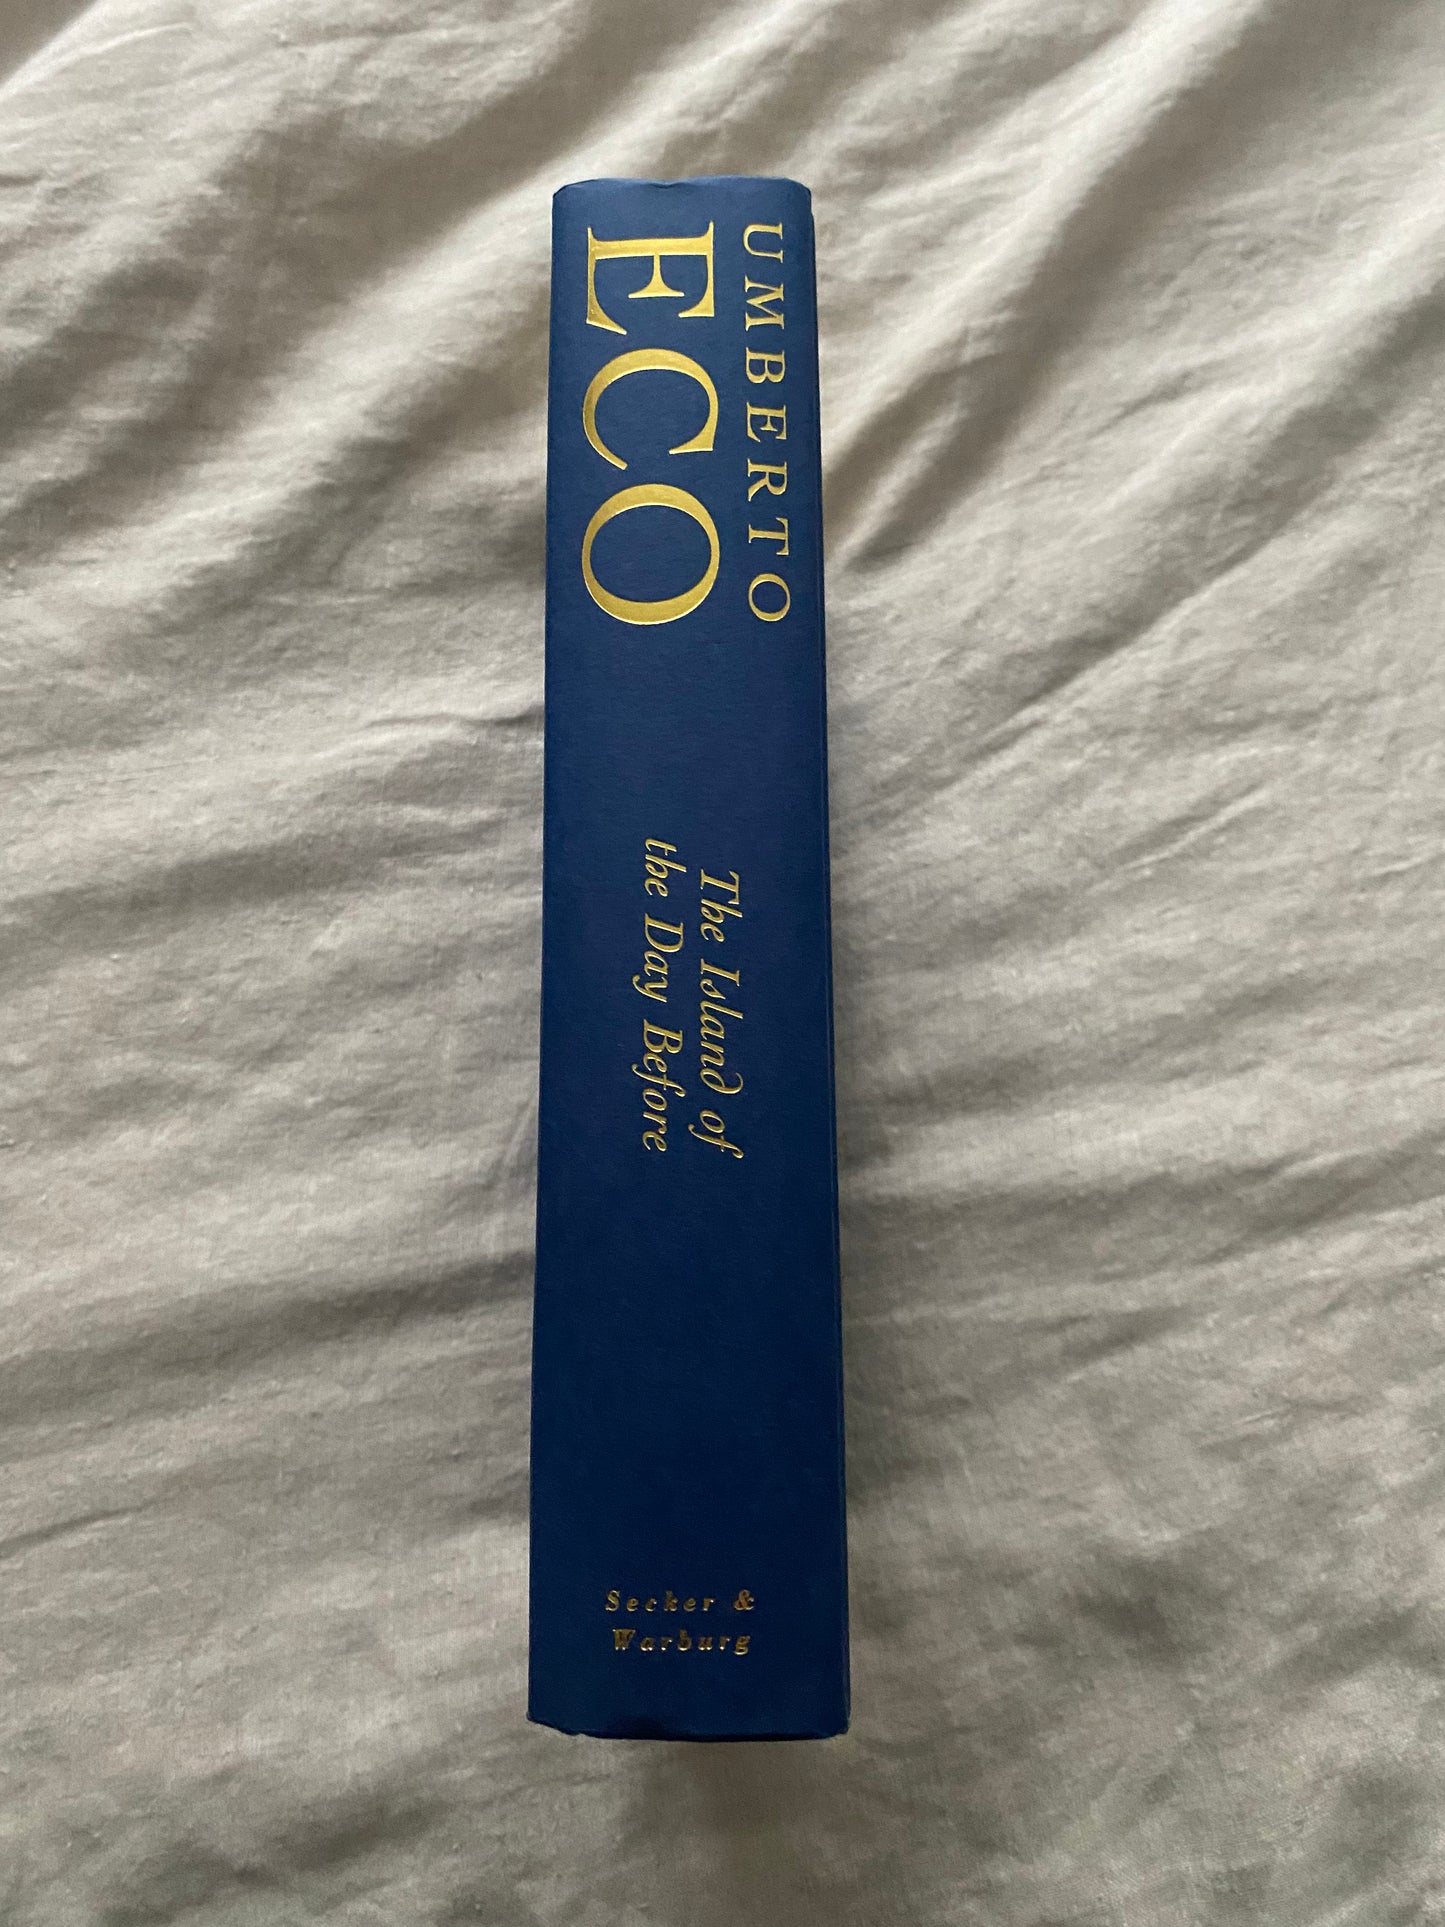 UMBERTO
ECO
The Island of
the Day Before
Secker &
Warburg